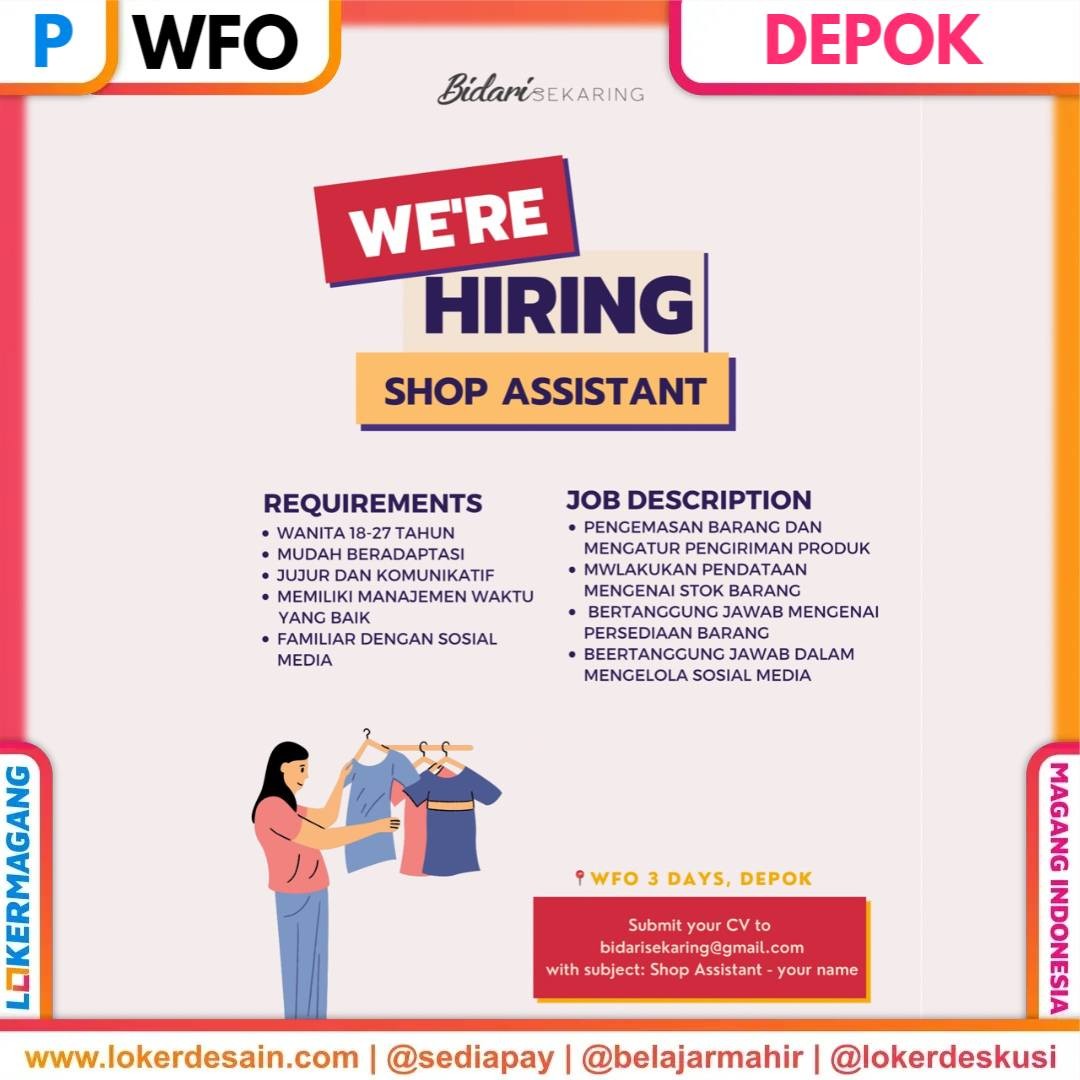 P
WFO
DEPOK
Bidari SEKARING
WE'RE
HIRING
SHOP ASSISTANT
REQUIREMENTS
• WANITA 18-27 TAHUN
• MUDAH BERADAPTASI
• JUJUR DAN KOMUNIKATIF
• MEMILIKI MANAJEMEN WAKTU
YANG BAIK
• FAMILIAR DENGAN SOSIAL
MEDIA
JOB DESCRIPTION
• PENGEMASAN BARANG DAN
MENGATUR PENGIRIMAN PRODUK
• MWLAKUKAN PENDATAAN
MENGENAI STOK BARANG
• BERTANGGUNG JAWAB MENGENAI
PERSEDIAAN BARANG
• BEERTANGGUNG JAWAB DALAM
MENGELOLA SOSIAL MEDIA
LOKERMAGANG
MAGANG INDONESIA
📍WFO 3 DAYS, DEPOK
Submit your CV to
bidarisekaring@gmail.com
with subject: Shop Assistant - your name
www.lokerdesain.com | @sediapay | @belajarmahir | @lokerdeskusi